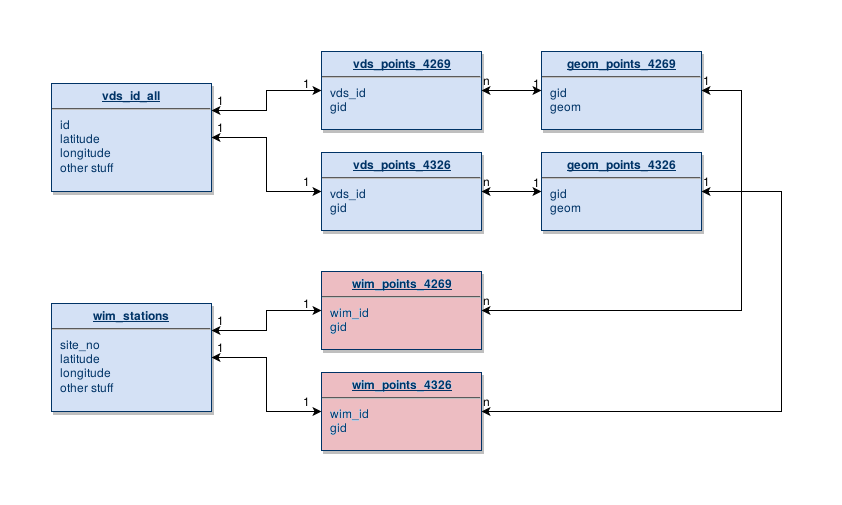 vds_id_all
id
latitude
longitude
other stuff
1
1
1
vds_points_4269
vds_id
gid
n
1
geom_points_4269
gid
geom
1
1
vds_points_4326
vds_id
gid
n
1
geom_points_4326
gid
geom
1
wim_stations
site_no
latitude
longitude
other stuff
1
1
1
wim_points_4269
wim_id
gid
n
1
wim_points_4326
wim_id
gid
n